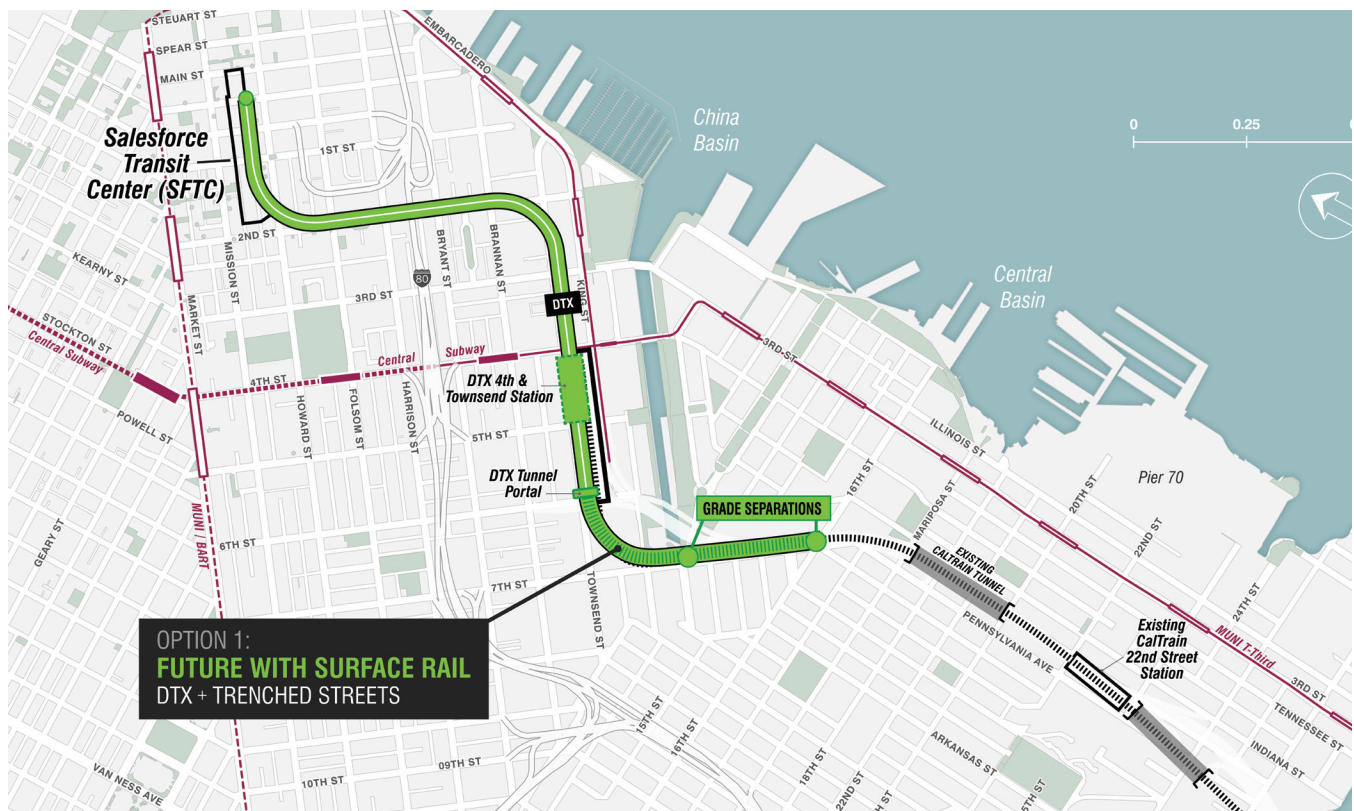 STEUART ST
SPEAR ST
MAIN ST
EMBARCADERO
Salesforce
Transit
Center (SFTC)
1ST ST
China
Basin
0
0.25
2ND ST
MISSION ST
KEARNY ST
MARKET ST
STOCKTON ST
Central Subway
POWELL ST
80
BRYANT ST
BRANNAN ST
3RD ST
DTX
KING ST
Central
Basin
4TH ST
Central
Subway
HOWARD ST
FOLSOM ST
HARRISON ST
DTX 4th &
Townsend Station
5TH ST
3RD ST
ILLINOIS ST
DTX Tunnel
Portal
GRADE SEPARATIONS
16TH ST
MARIPOSA ST
20TH ST
22ND ST
24TH ST
Pier 70
GEARY ST
MUNI / BART
6TH ST
7TH ST
TOWNSEND ST
EXISTING
CALTRAIN TUNNEL
PENNSYLVANIA AVE
Existing
CalTrain
22nd Street
Station
MUNI T-Third
3RD ST
TENNESSEE ST
INDIANA ST
OPTION 1:
FUTURE WITH SURFACE RAIL
DTX + TRENCHED STREETS
VAN NESS AVE
10TH ST
09TH ST
15TH ST
16TH ST
18TH ST
22ND ST
ARKANSAS ST
25TH ST